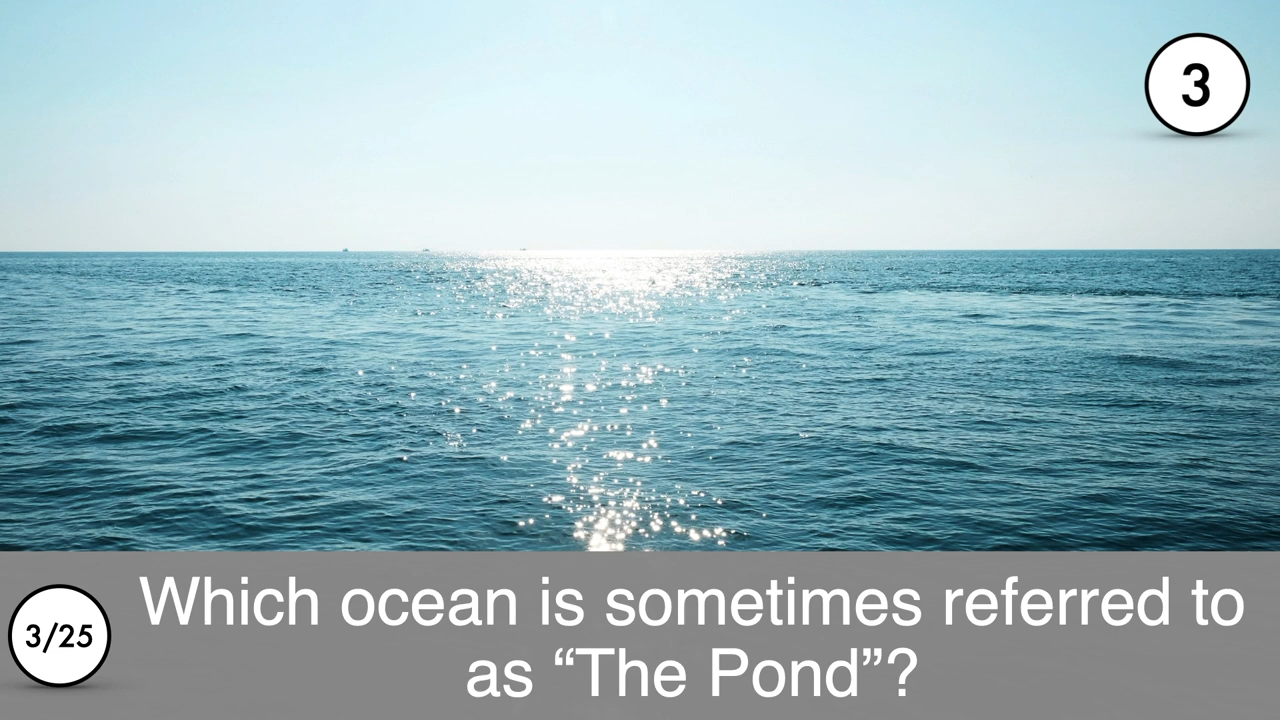 3
3/25
Which ocean is sometimes referred to
as “The Pond”?